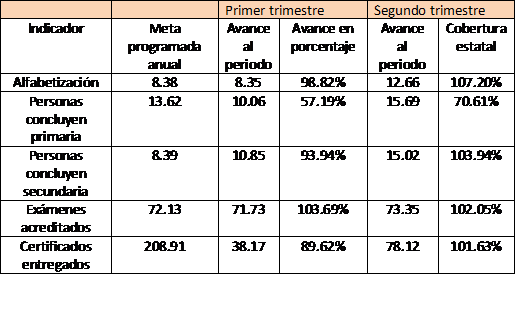 Primer trimestre Segundo trimestre
Indicador Meta programada anual Avance al periodo Avance en porcentaje Avance al periodo Cobertura estatal
Alfabetización 8.38 8.35 98.82% 12.66 107.20%
Personas concluyen primaria 13.62 10.06 57.19% 15.69 70.61%
Personas concluyen secundaria 8.39 10.85 93.94% 15.02 103.94%
Exámenes acreditados 72.13 71.73 103.69% 73.35 102.05%
Certificados entregados 208.91 38.17 89.62% 78.12 101.63%